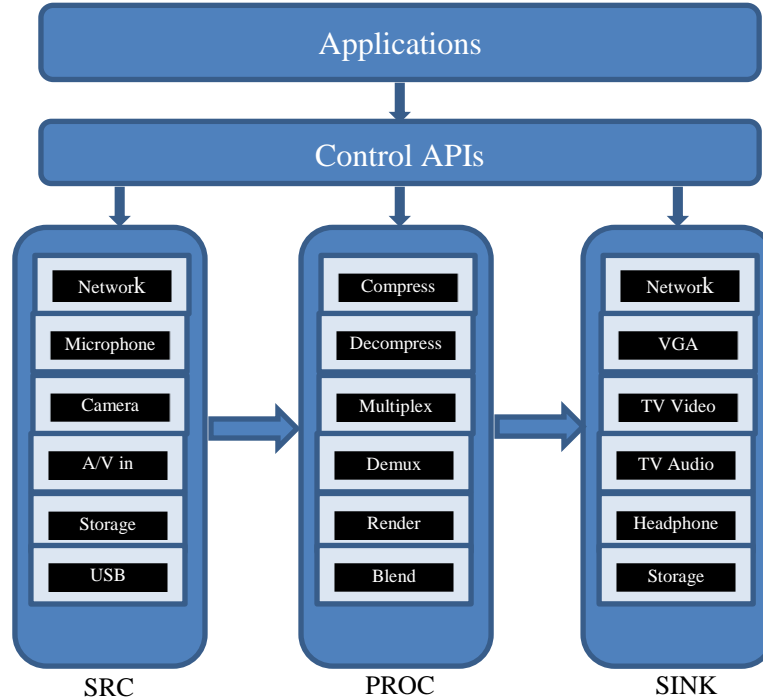 Applications
Control APIs
Network
Microphone
Camera
A/V in
Storage
USB
SRC
Compress
Decompress
Multiplex
Demux
Render
Blend
PROC
Network
VGA
TV Video
TV Audio
Headphone
Storage
SINK